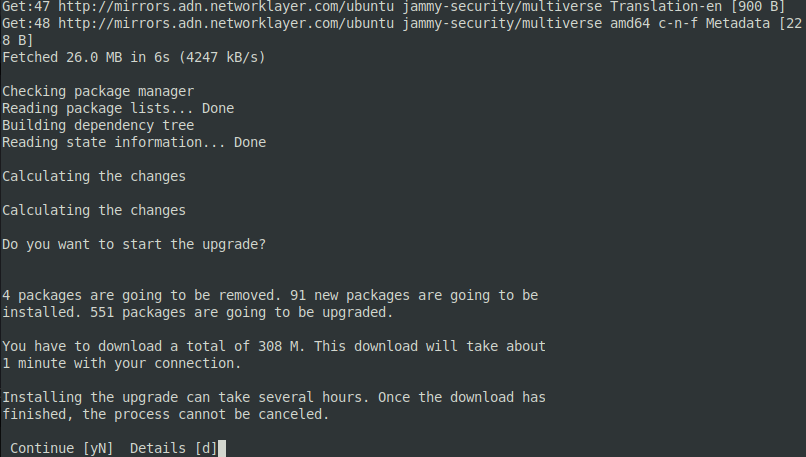 Get:47 http://mirrors.adn.networklayer.com/ubuntu jammy-security/multiverse Translation-en [900 B]
Get:48 http://mirrors.adn.networklayer.com/ubuntu jammy-security/multiverse amd64 c-n-f Metadata [22
8 B]
Fetched 26.0 MB in 6s (4247 kB/s)
Checking package manager
Reading package lists... Done
Building dependency tree
Reading state information... Done
Calculating the changes
Calculating the changes
Do you want to start the upgrade?
4 packages are going to be removed. 91 new packages are going to be
installed. 551 packages are going to be upgraded.
You have to download a total of 308 M. This download will take about
1 minute with your connection.
Installing the upgrade can take several hours. Once the download has
finished, the process cannot be canceled.
Continue [yN]  Details [d]